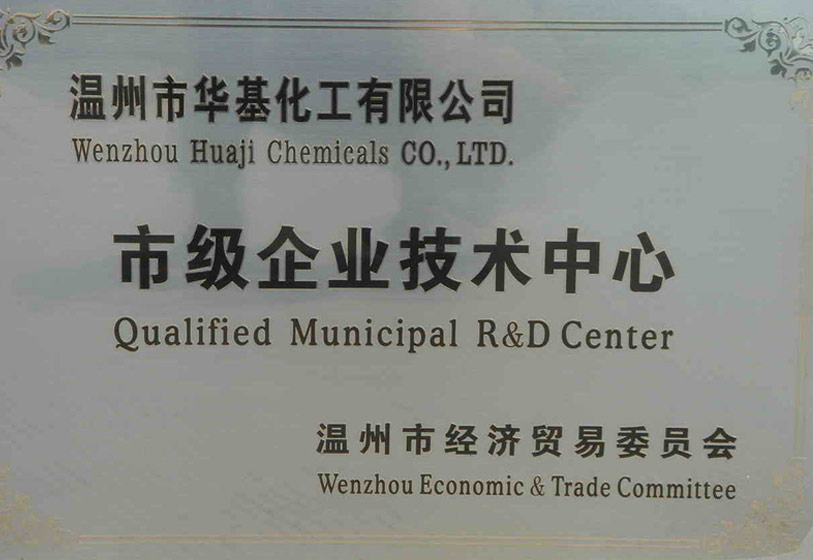 温州市华基化工有限公司
Wenzhou Huaji Chemicals CO., LTD.
市级企业技术中心
Qualified Municipal R&D Center
温州市经济贸易委员会
Wenzhou Economic & Trade Committee